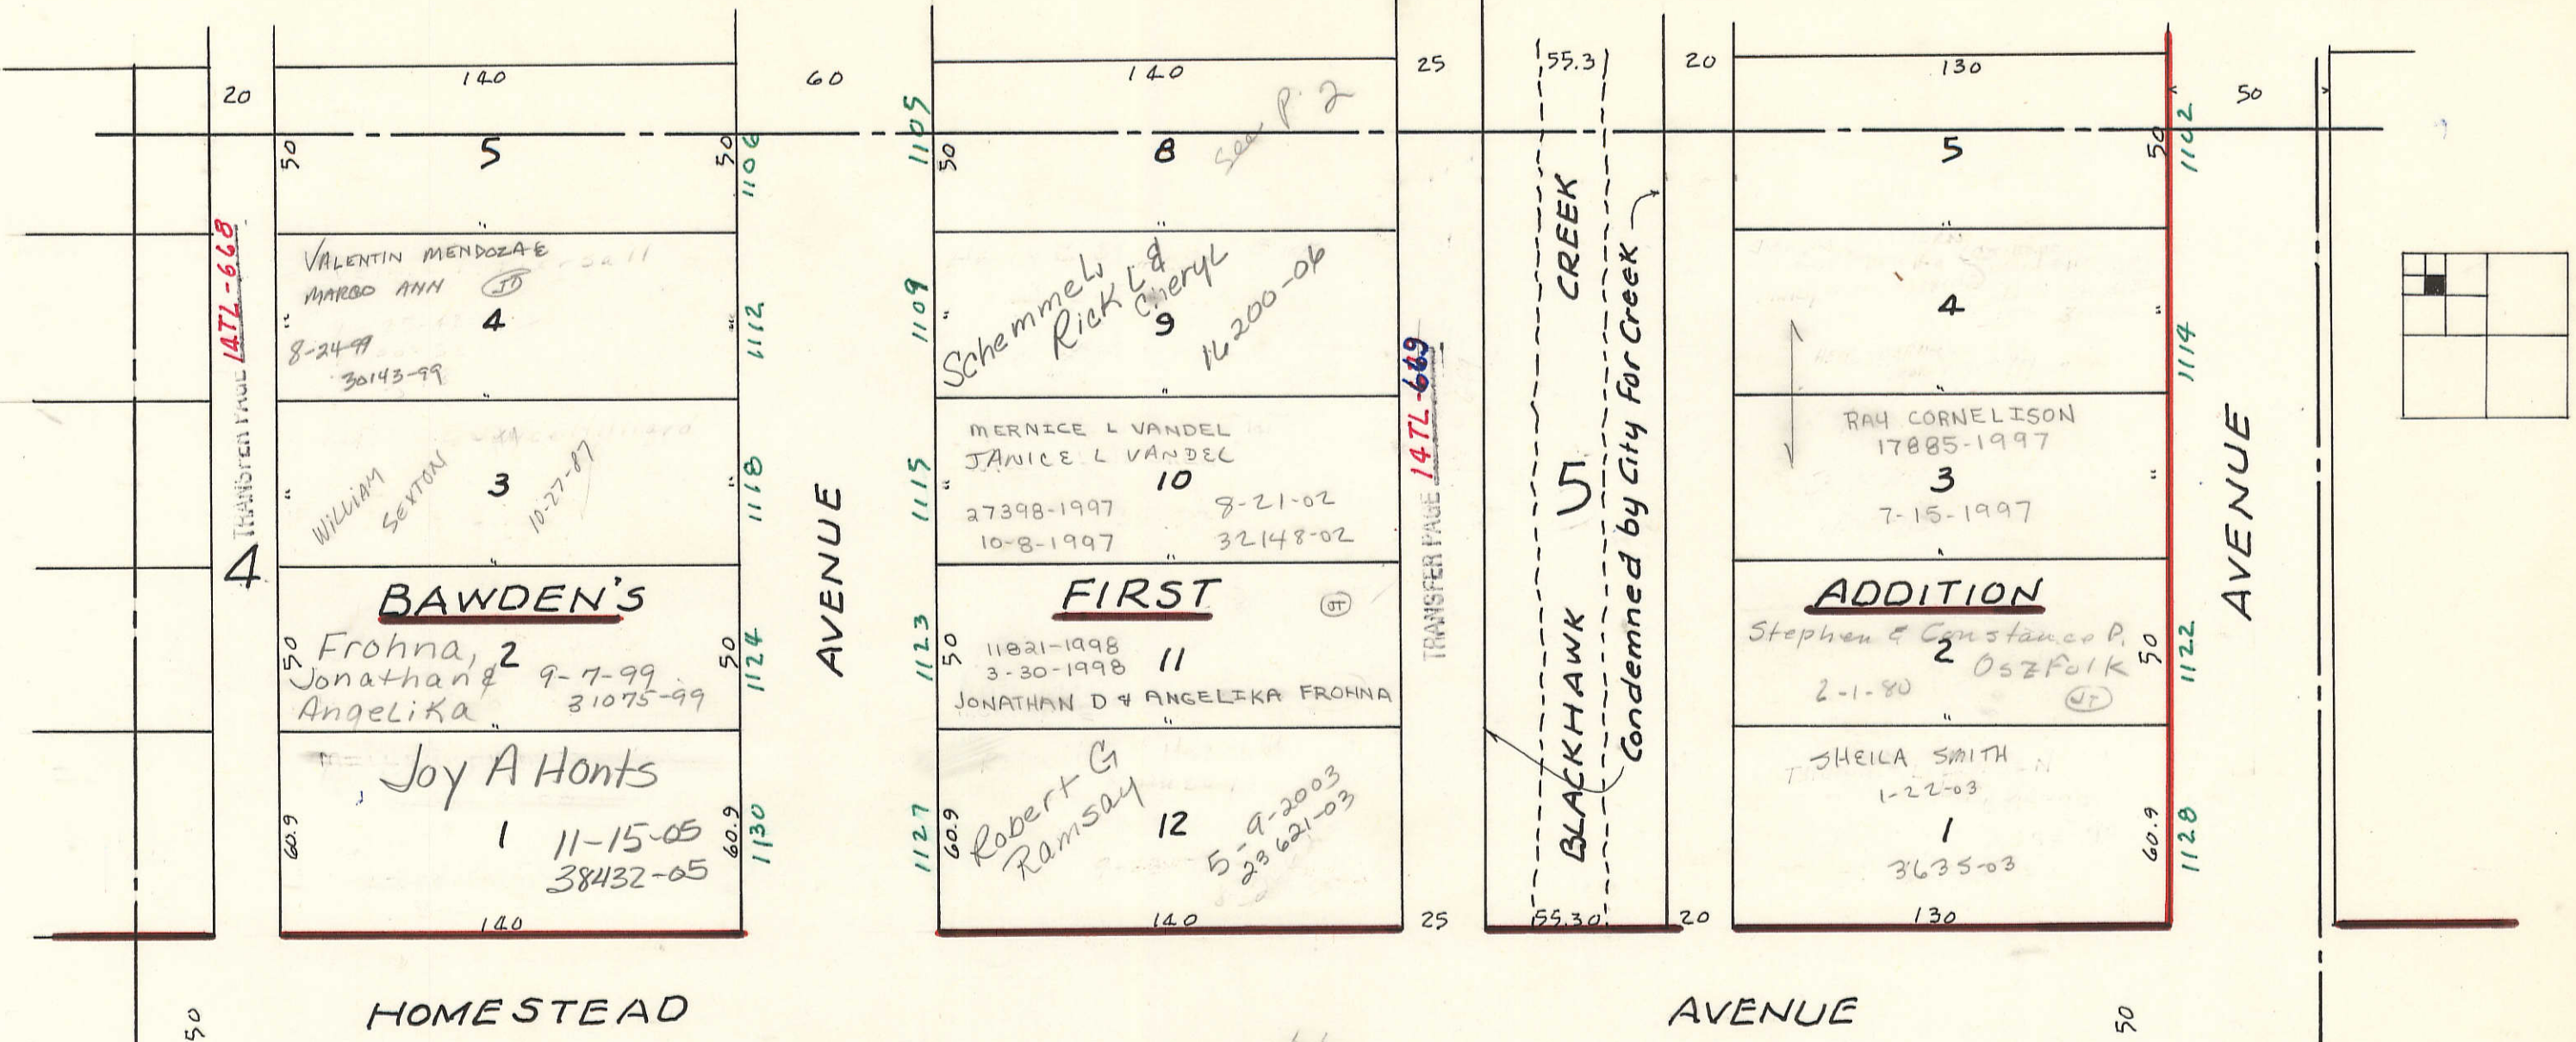 20
140
60
140
25
55.3
20
130
50
50
5
50
1106
1105
50
8
see P. 2
5
50
1102
TRANSFER PAGE 14TL-668
VALENTIN MENDOZA &
MARGO ANN JT
4
8-24-99
30143-99
"
"
1112
1109
"
Schemmel,
Rick L &
Cheryl
9
16200-06
"
4
"
1114
"
WILLIAM
SEXTON
3
10-27-87
"
1118
AVENUE
1115
"
MERNICE L VANDEL
JANICE L VANDEL
10
27398-1997
8-21-02
10-8-1997
32148-02
"
TRANSFER PAGE 14TL-669
BLACKHAWK CREEK
5
Condemned by City For Creek
RAY CORNELISON
17885-1997
3
7-15-1997
"
AVENUE
4
BAWDEN'S
FIRST
ADDITION
50
Frohna,
Jonathan &
Angelika
2
9-7-99
31075-99
50
1124
1123
50
JT
11821-1998
3-30-1998
11
JONATHAN D & ANGELIKA FROHNA
"
Stephen & Constance P.
2
OszFolk
2-1-80
JT
50
1122
"
60.9
Joy A Honts
1
11-15-05
38432-05
60.9
1130
140
1127
60.9
Robert G
Ramsay
12
5-9-2003
23621-03
140
25
55.30
20
SHEILA SMITH
1-22-03
1
3635-03
60.9
1128
130
50
HOMESTEAD
AVENUE
50